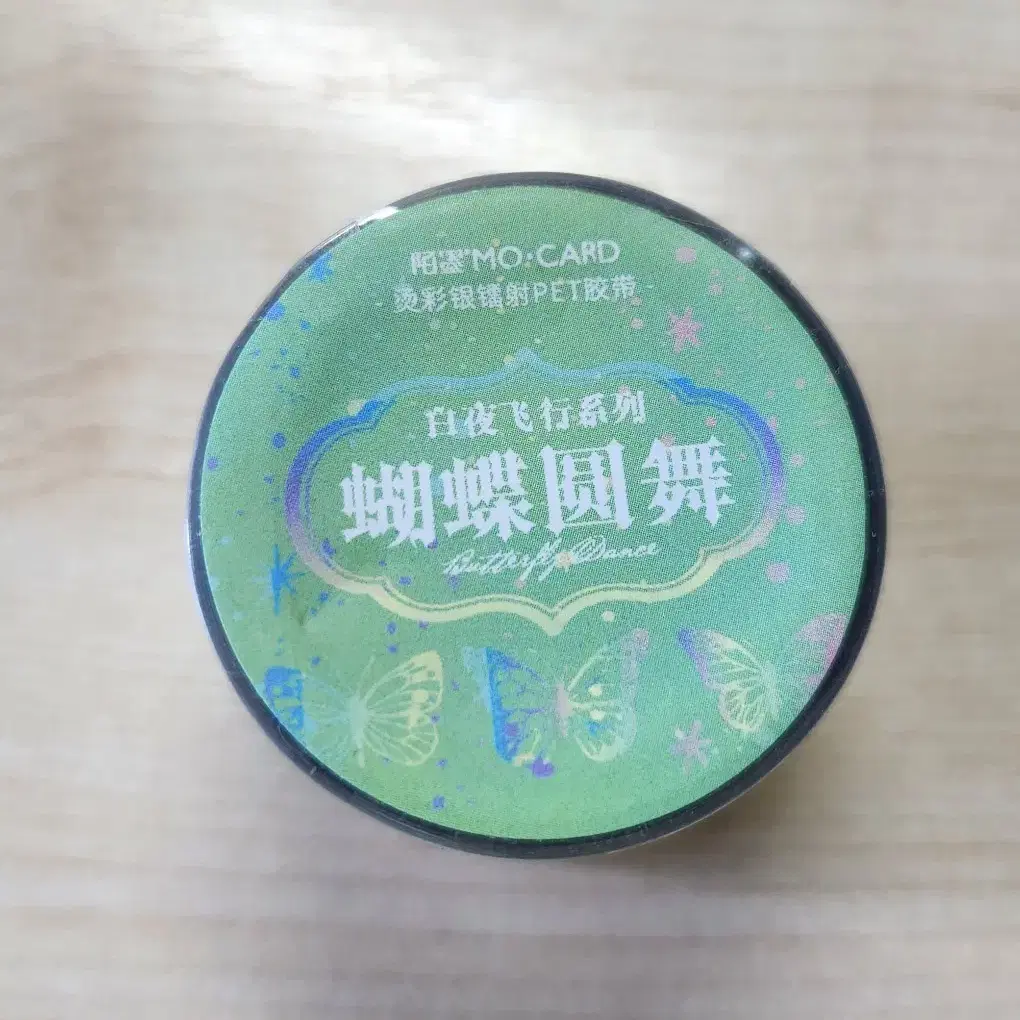 陌墨 MO·CARD
- 烫彩银镭射PET胶带 -
白夜飞行系列
蝴蝶圆舞
Butterfly Dance